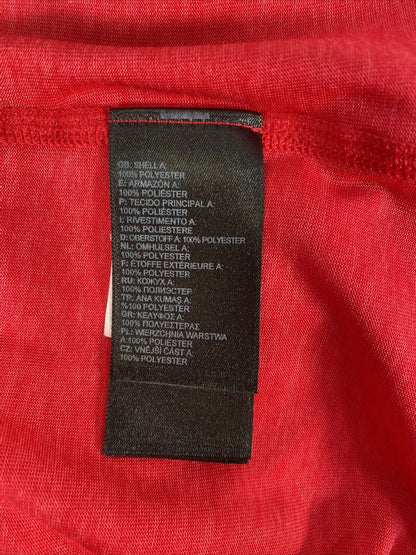 GB: SHELL A:
100% POLYESTER
E: ARMAZÓN A:
100% POLIÉSTER
P: TECIDO PRINCIPAL A:
100% POLIÉSTER
I: RIVESTIMENTO A:
100% POLIESTERE
D: OBERSTOFF A: 100% POLYESTER
NL: OMHULSEL A:
100% POLYESTER
F: ÉTOFFE EXTÉRIEURE A:
100% POLYESTER
RU: КОЖУХ А:
100% ПОЛИЭСТЕР
TR: ANA KUMAŞ A:
%100 POLYESTER
GR: ΚΕΛΥΦΟΣ Α:
100% ΠΟΛΥΕΣΤΕΡΑΣ
PL: WIERZCHNIA WARSTWA
A:100% POLIESTER
CZ: VNĚJŠÍ ČÁST A:
100% POLYESTER